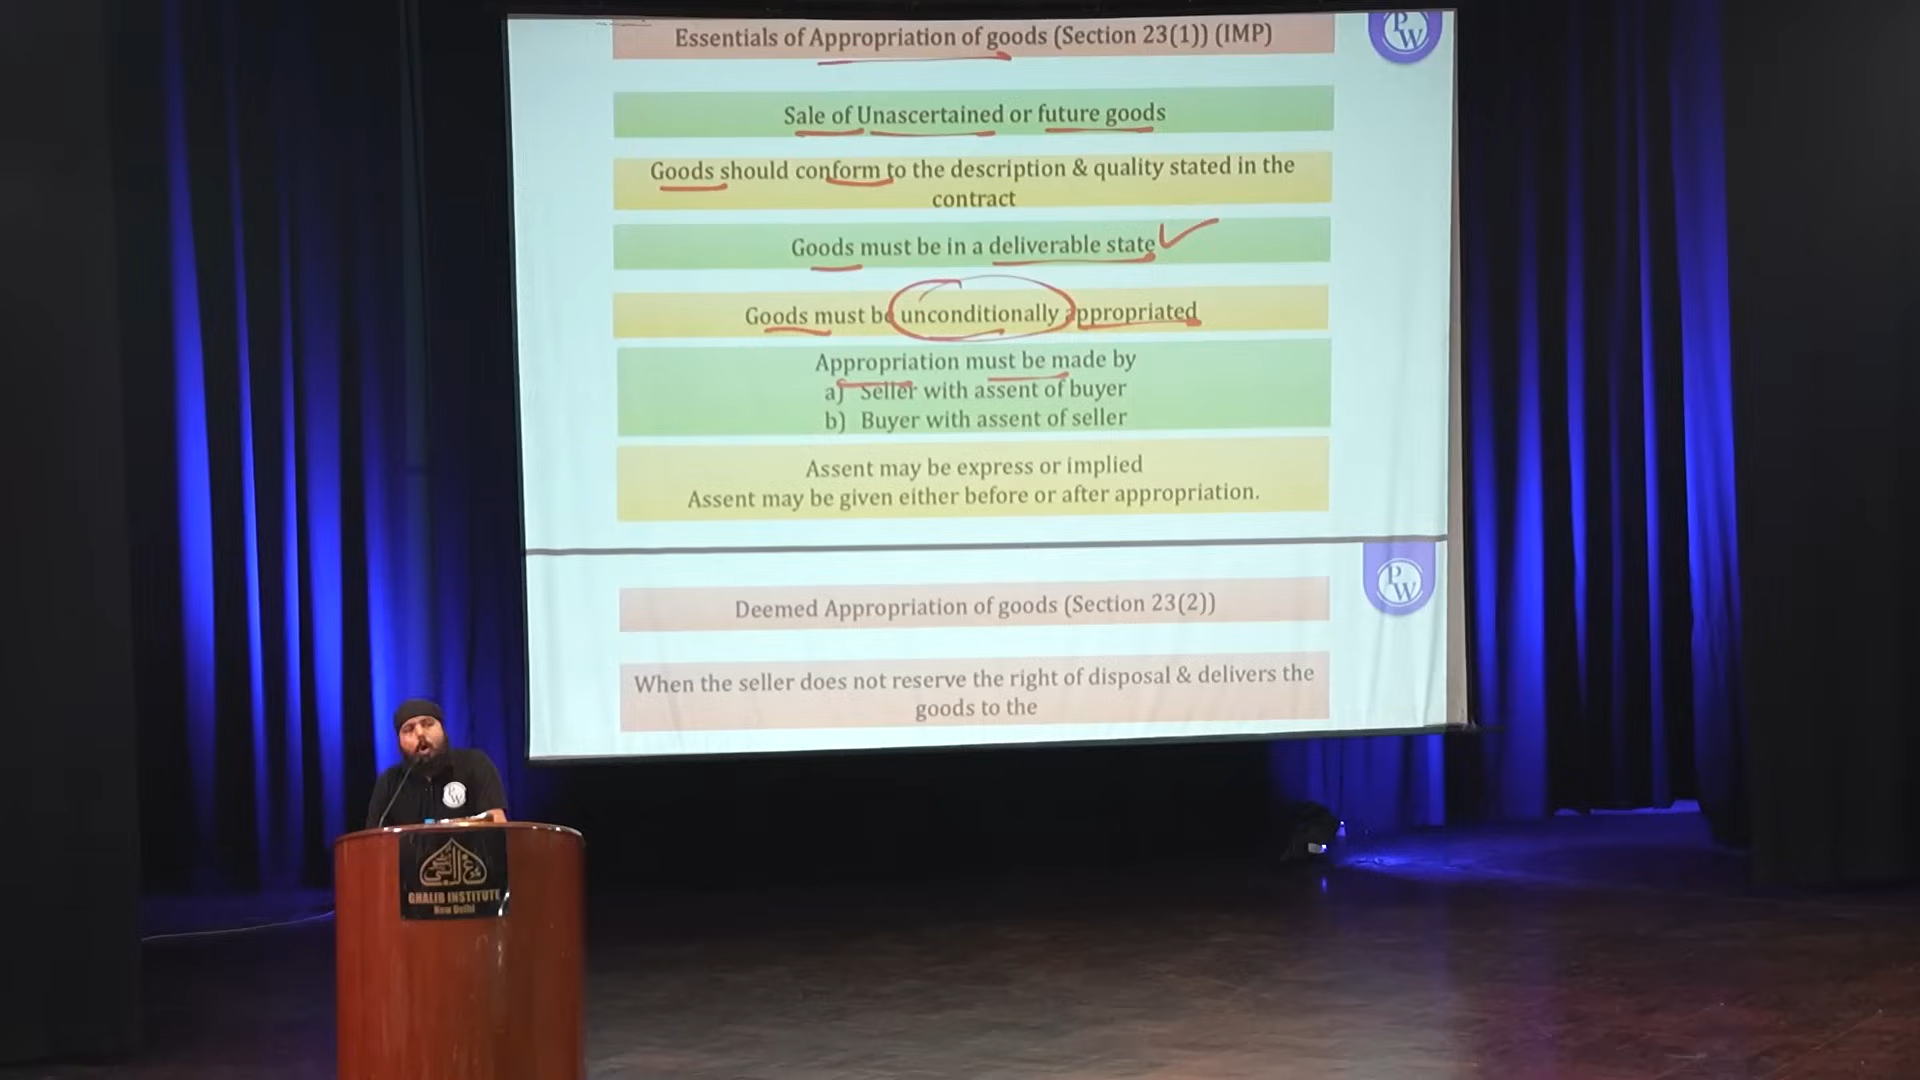 Essentials of Appropriation of goods (Section 23(1)) (IMP)
PW
Sale of Unascertained or future goods
Goods should conform to the description & quality stated in the
contract
Goods must be in a deliverable state
Goods must be unconditionally appropriated
Appropriation must be made by
a) Seller with assent of buyer
b) Buyer with assent of seller
Assent may be express or implied
Assent may be given either before or after appropriation.
Deemed Appropriation of goods (Section 23(2))
PW
When the seller does not reserve the right of disposal & delivers the
goods to the
PW
GHALIB INSTITUTE
New Delhi